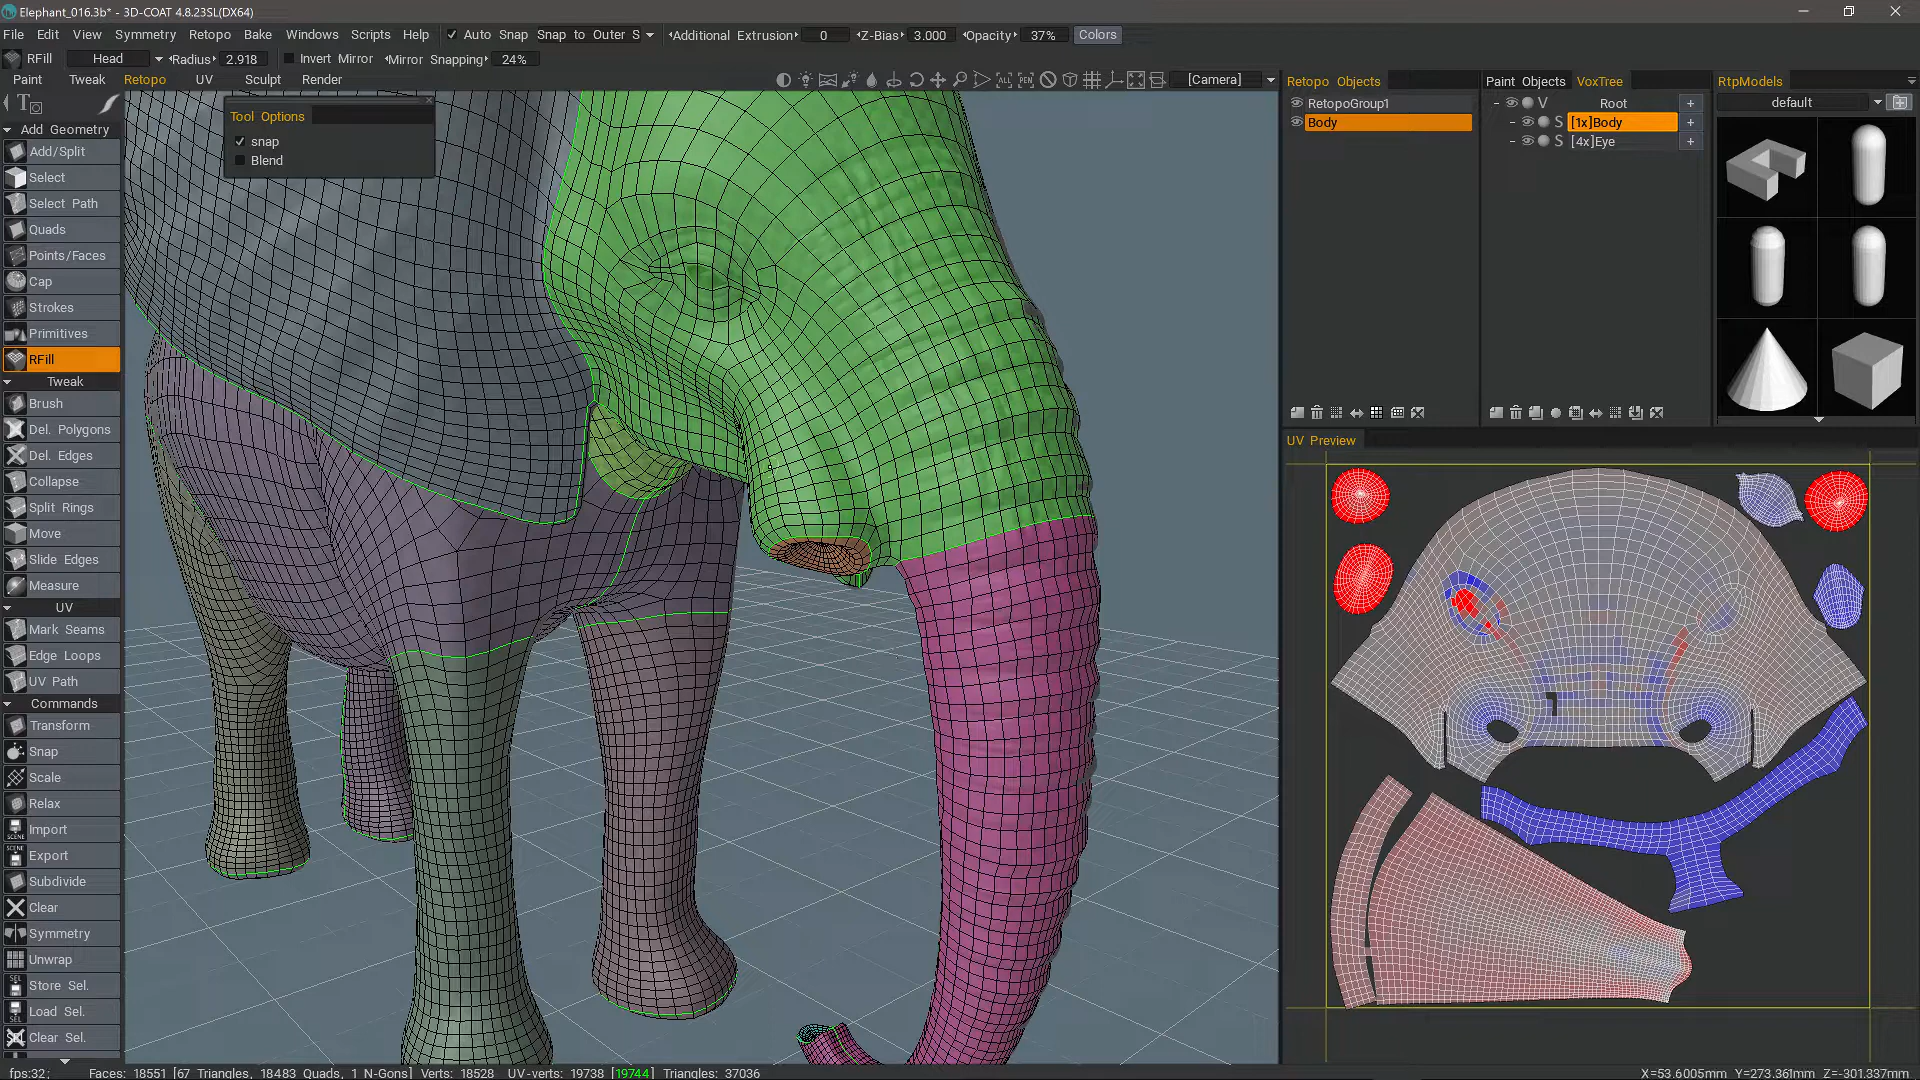 Elephant_016.3b* - 3D-COAT 4.8.23SL(DX64)
File Edit View Symmetry Retopo Bake Windows Scripts Help Auto Snap Snap to Outer S Additional Extrusion 0 Z-Bias 3.000 Opacity 37% Colors
RFill Head Radius 2.918 Invert Mirror Mirror Snapping 24%
Paint Tweak Retopo UV Sculpt Render [Camera]
Tool Options
snap
Blend
Add Geometry
Add/Split
Select
Select Path
Quads
Points/Faces
Cap
Strokes
Primitives
RFill
Tweak
Brush
Del. Polygons
Del. Edges
Collapse
Split Rings
Move
Slide Edges
Measure
UV
Mark Seams
Edge Loops
UV Path
Commands
Transform
Snap
Scale
Relax
Import
Export
Subdivide
Clear
Symmetry
Unwrap
Store Sel.
Load Sel.
Clear Sel.
Retopo Objects
RetopoGroup1
Body
Paint Objects VoxTree
V Root +
S [1x]Body +
S [4x]Eye +
RtpModels
default
UV Preview
fps:32; Faces: 18551 [67 Triangles, 18483 Quads, 1 N-Gons] Verts: 18528 UV-verts: 19738 [19744] Triangles: 37036 X=53.6005mm Y=273.361mm Z=-301.337mm